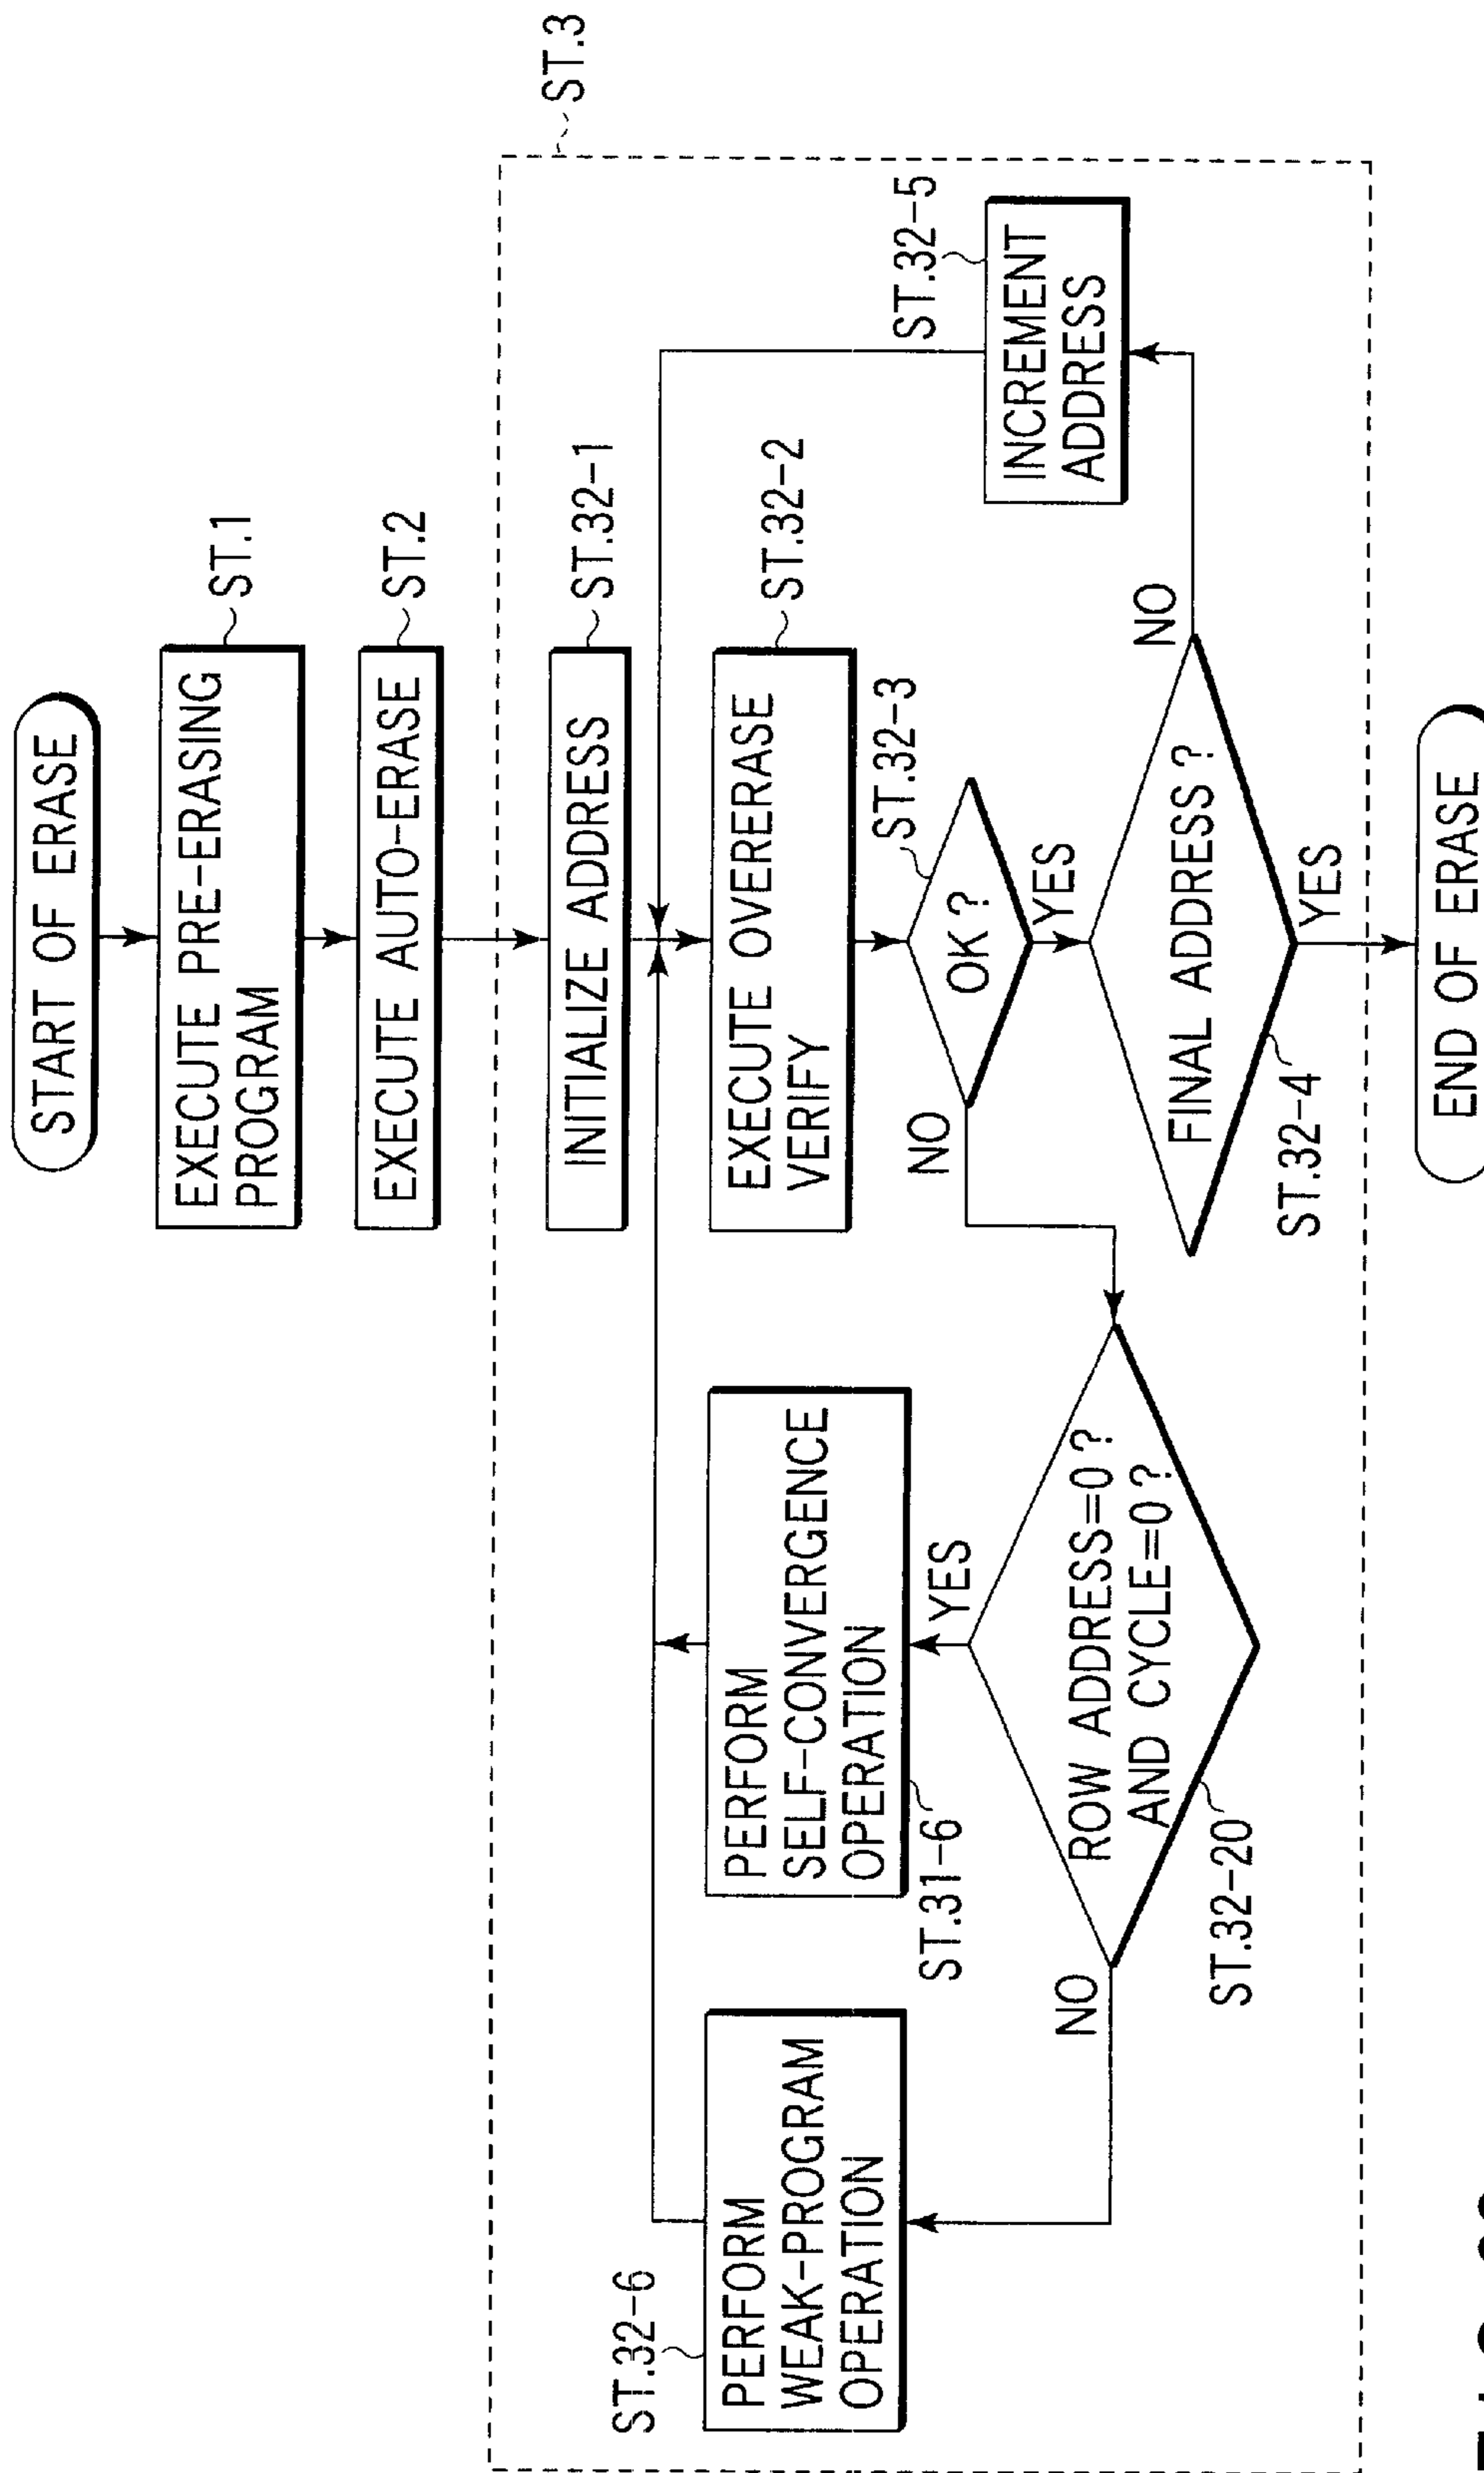 START OF ERASE
EXECUTE PRE-ERASING
PROGRAM
ST.1
EXECUTE AUTO-ERASE
ST.2
ST.3
INITIALIZE ADDRESS
ST.32-1
EXECUTE OVERERASE
VERIFY
ST.32-2
OK ?
ST.32-3
YES
NO
FINAL ADDRESS ?
ST.32-4
NO
YES
INCREMENT
ADDRESS
ST.32-5
ROW ADDRESS=0 ?
AND CYCLE=0 ?
ST.32-20
YES
NO
PERFORM
SELF-CONVERGENCE
OPERATION
ST.31-6
PERFORM
WEAK-PROGRAM
OPERATION
ST.32-6
END OF ERASE